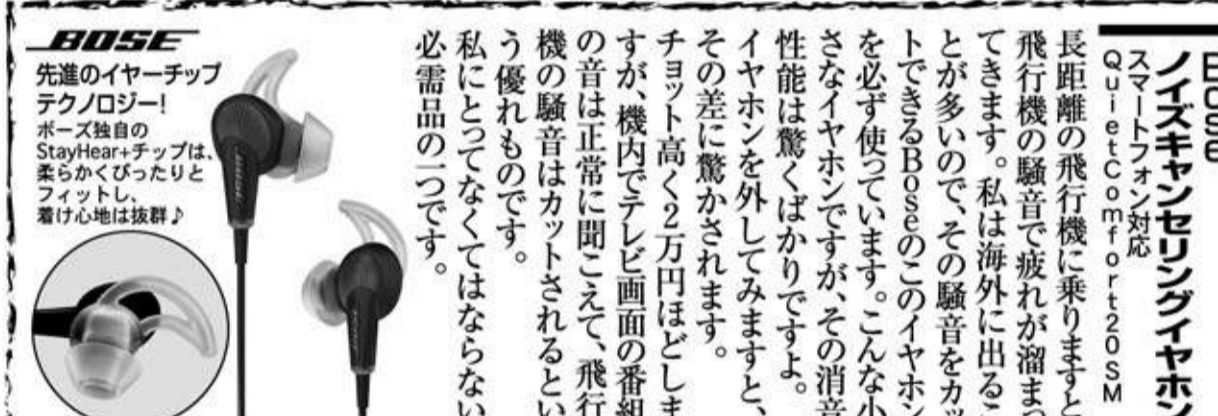 Bose
ノイズキャンセリングイヤホン
スマートフォン対応
QuietComfort20SM
長距離の飛行機に乗りますと
飛行機の騒音で疲れが溜まっ
てきます。私は海外に出るこ
とが多いので、その騒音をカッ
トできるBoseのこのイヤホン
を必ず使っています。こんな小
さなイヤホンですが、その消音
性能は驚くばかりですよ。
イヤホンを外してみますと、
その差に驚かされます。
チョット高く2万円ほどしま
すが、機内でテレビ画面の番組
の音は正常に聞こえて、飛行
機の騒音はカットされるとい
う優れものです。
私にとってなくてはならない
必需品の一つです。
BOSE
先進のイヤーチップ
テクノロジー!
ボーズ独自の
StayHear+チップは、
柔らかくぴったりと
フィットし、
着け心地は抜群♪